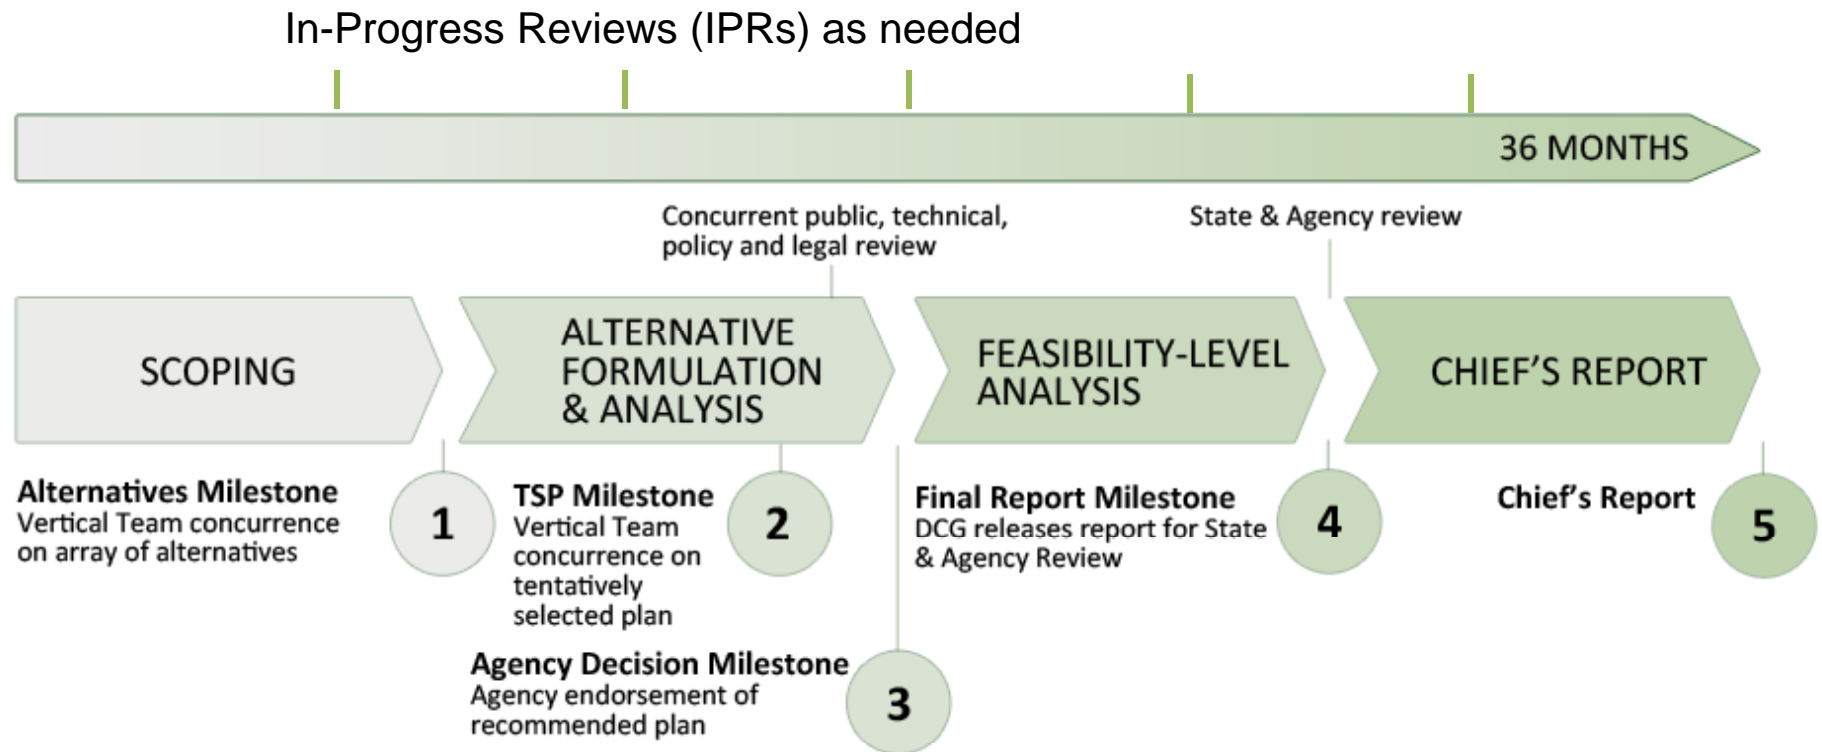 In-Progress Reviews (IPRs) as needed
36 MONTHS
Concurrent public, technical,
policy and legal review
State & Agency review
SCOPING
ALTERNATIVE
FORMULATION
& ANALYSIS
FEASIBILITY-LEVEL
ANALYSIS
CHIEF’S REPORT
Alternatives Milestone
Vertical Team concurrence
on array of alternatives
1
TSP Milestone
Vertical Team
concurrence on
tentatively
selected plan
2
Agency Decision Milestone
Agency endorsement of
recommended plan
3
Final Report Milestone
DCG releases report for State
& Agency Review
4
Chief’s Report
5